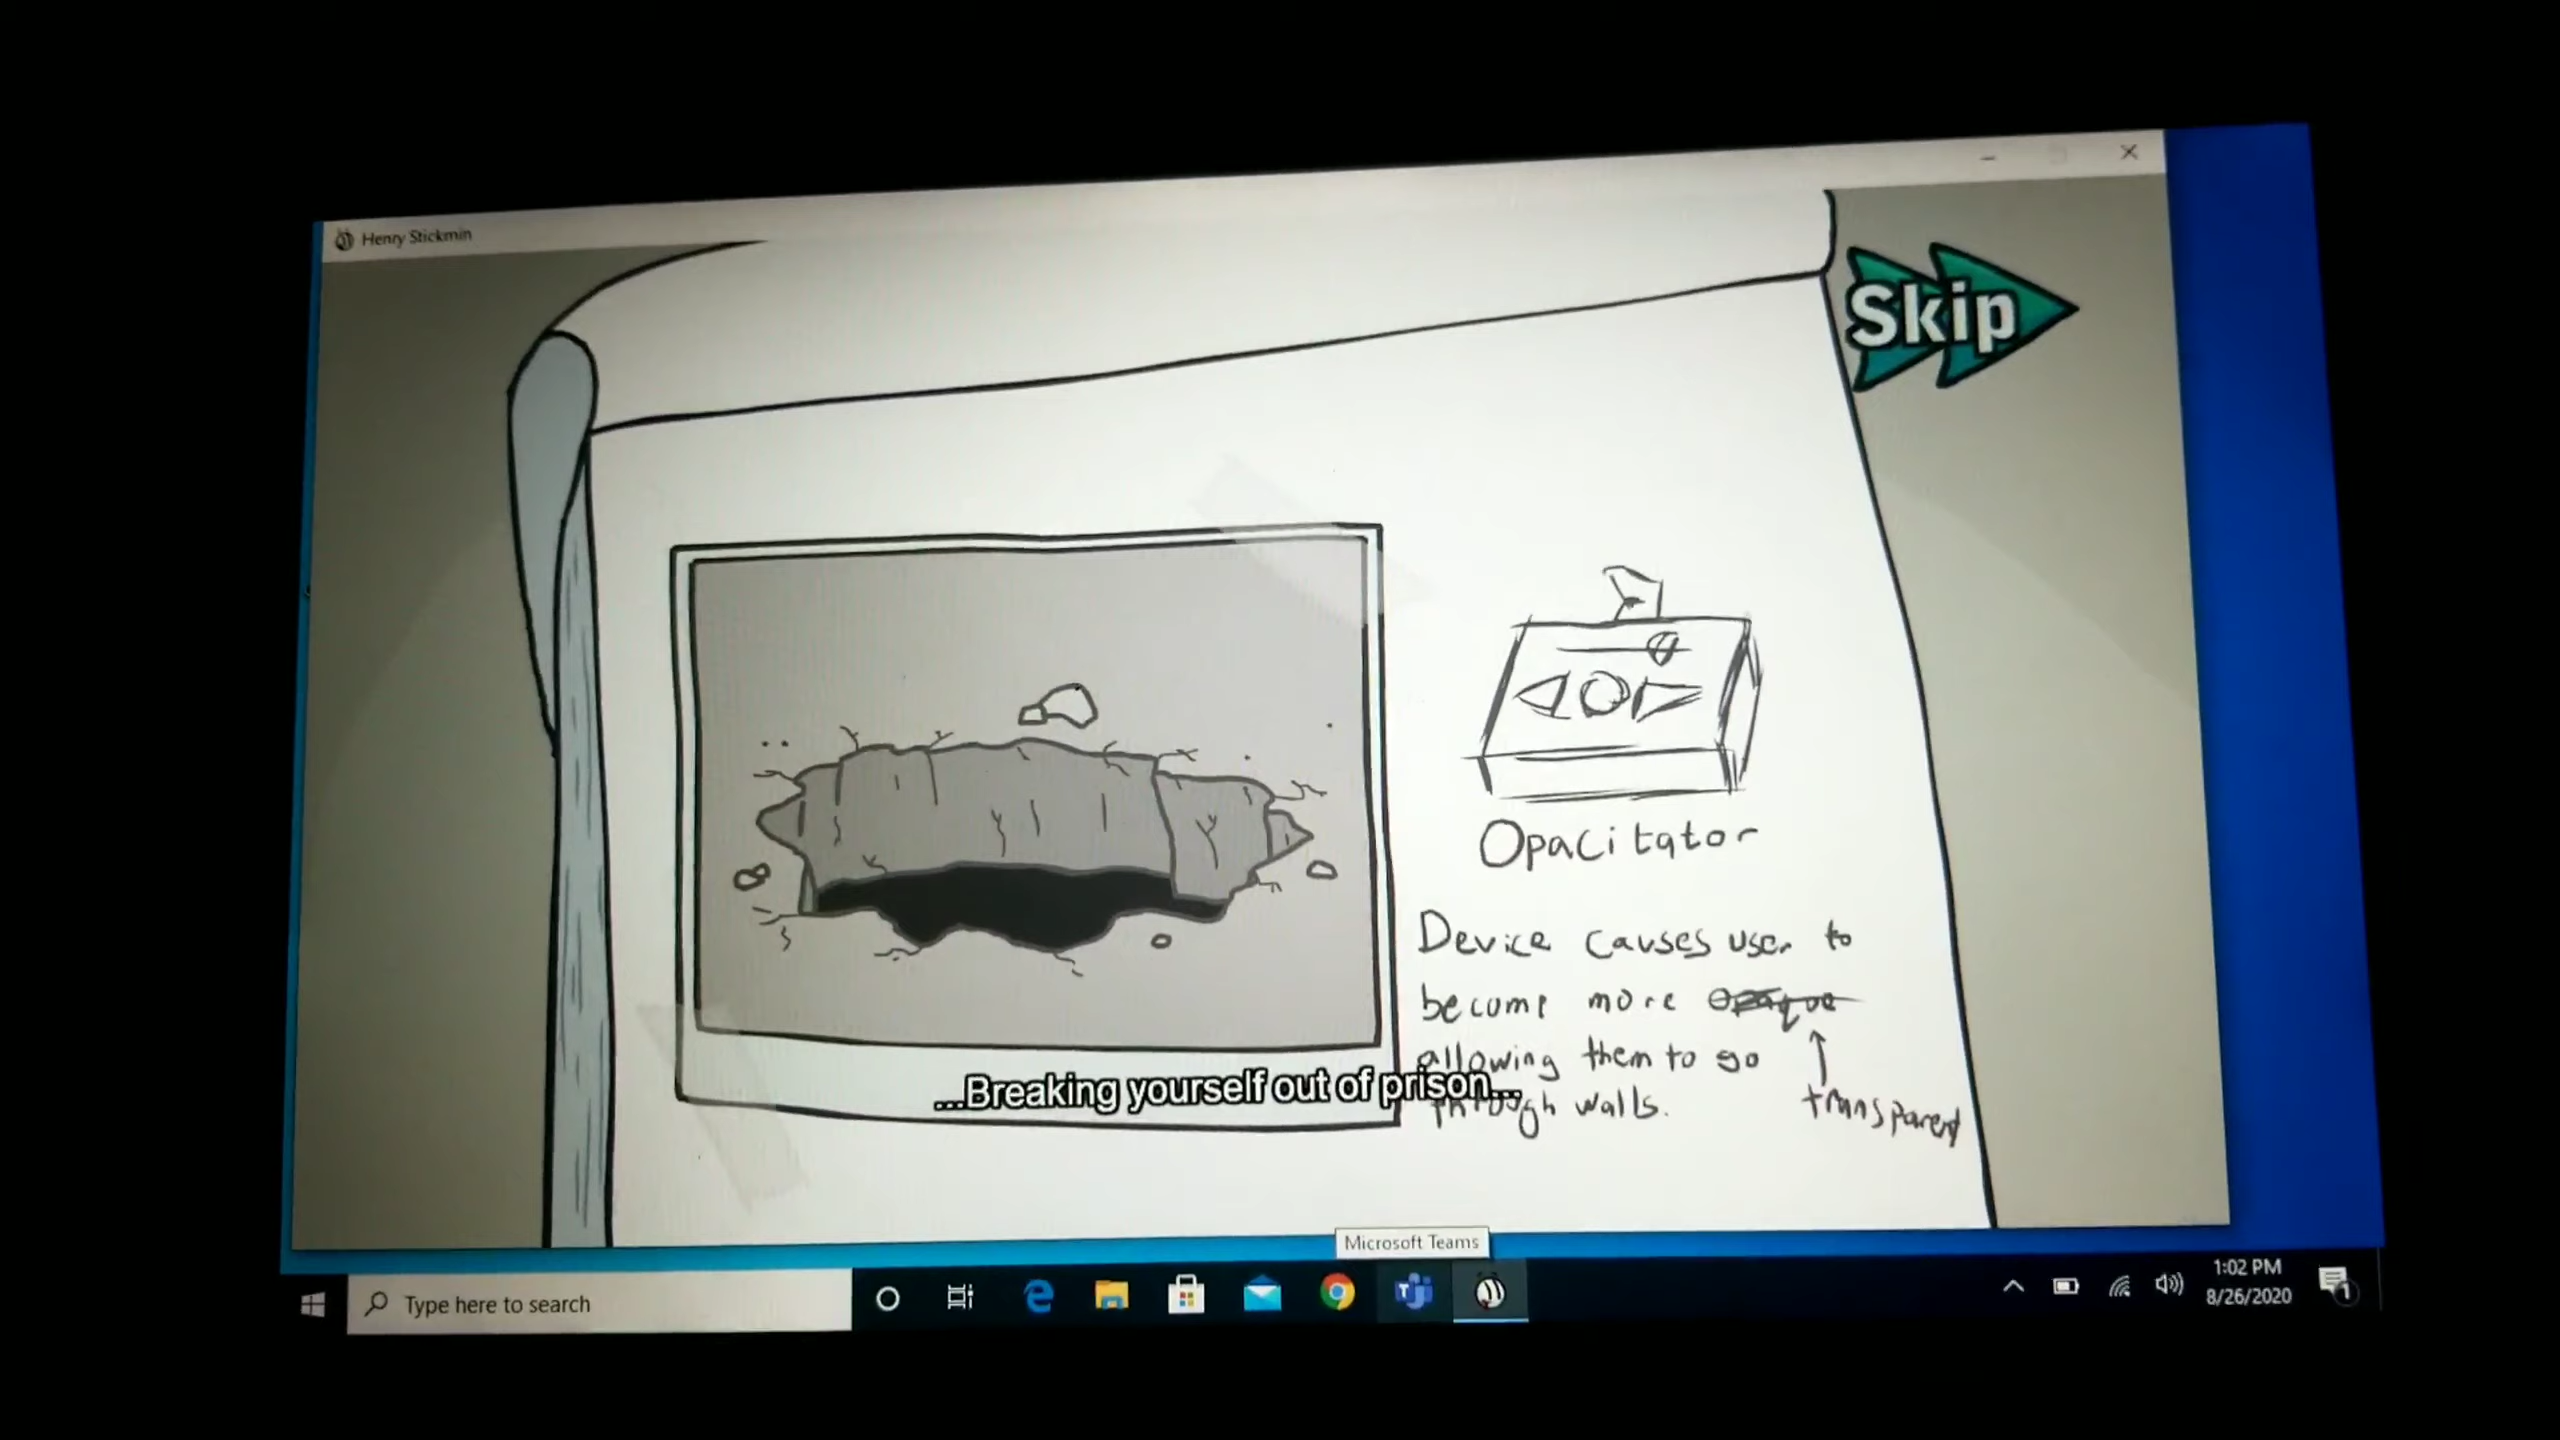 Henry Stickmin
Skip
Opacitator
Device causes user to
become more opaque
allowing them to go
through walls.
transparent
...Breaking yourself out of prison...
Microsoft Teams
Type here to search
1:02 PM
8/26/2020
1